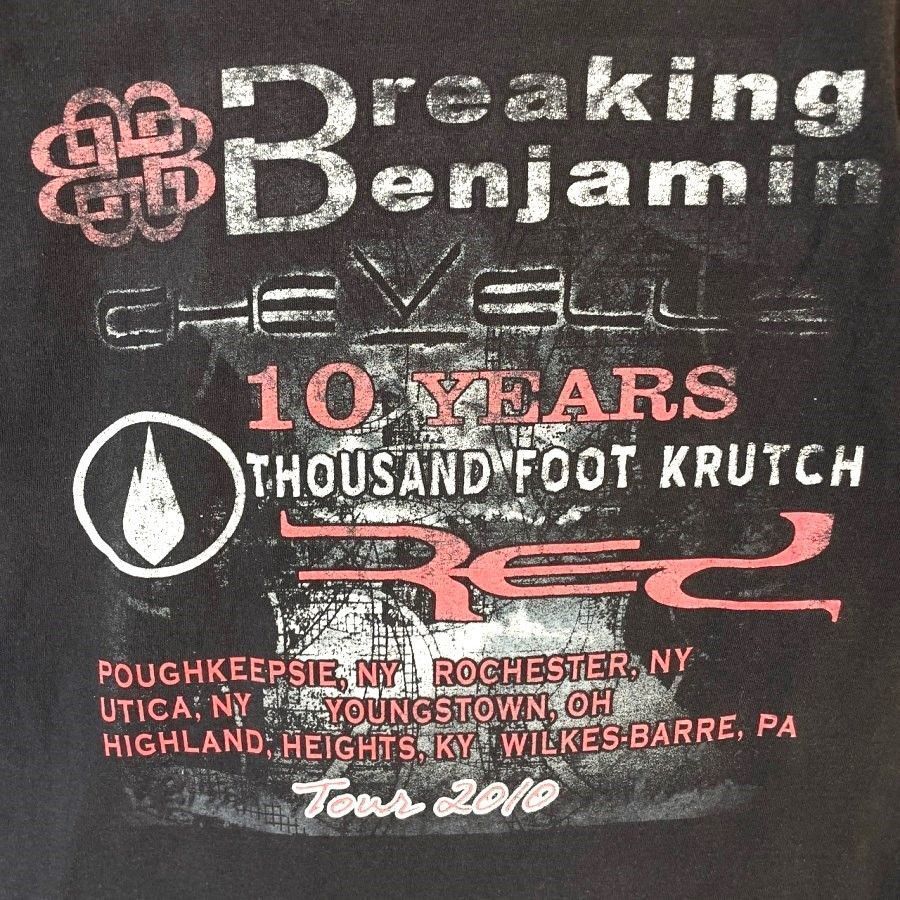 Breaking
Benjamin
CHEVELLE
10 YEARS
THOUSAND FOOT KRUTCH
RED
POUGHKEEPSIE, NY ROCHESTER, NY
UTICA, NY YOUNGSTOWN, OH
HIGHLAND, HEIGHTS, KY WILKES-BARRE, PA
Tour 2010